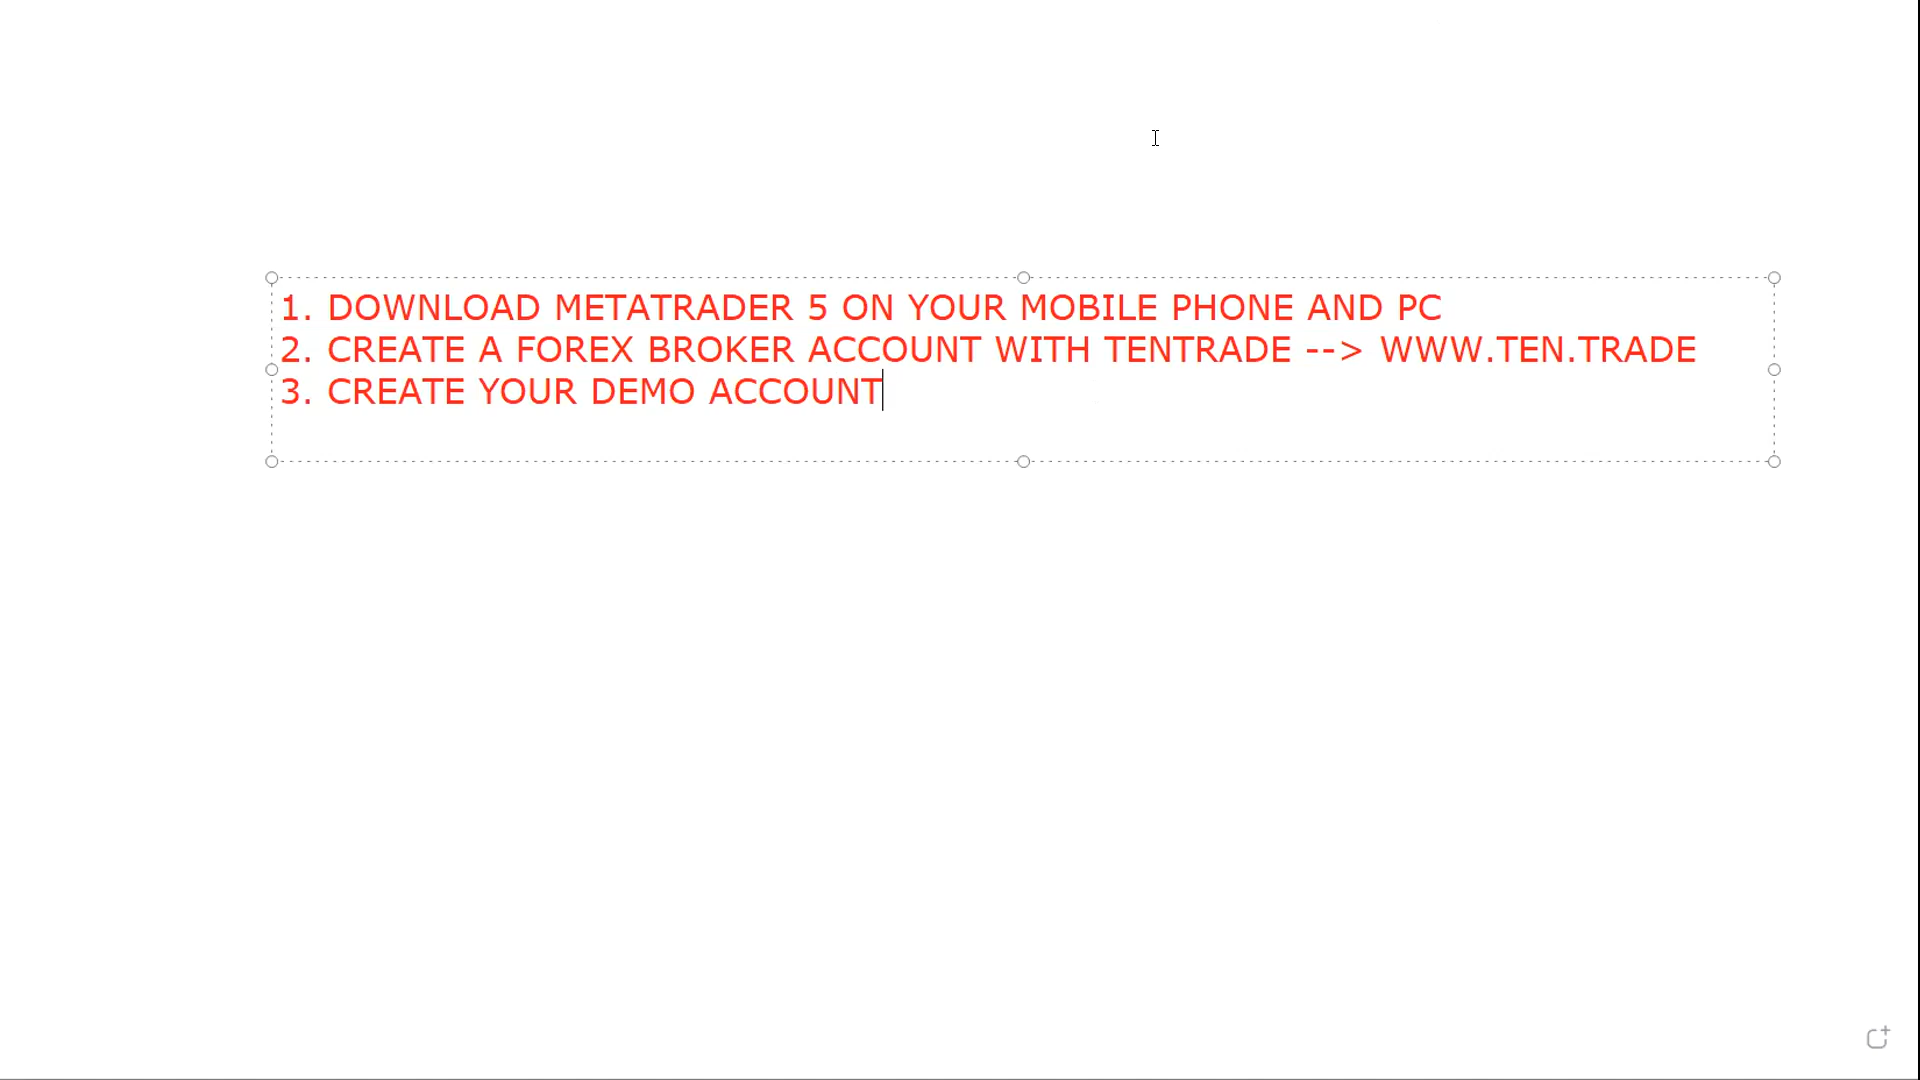 1. DOWNLOAD METATRADER 5 ON YOUR MOBILE PHONE AND PC
2. CREATE A FOREX BROKER ACCOUNT WITH TENTRADE --> WWW.TEN.TRADE
3. CREATE YOUR DEMO ACCOUNT